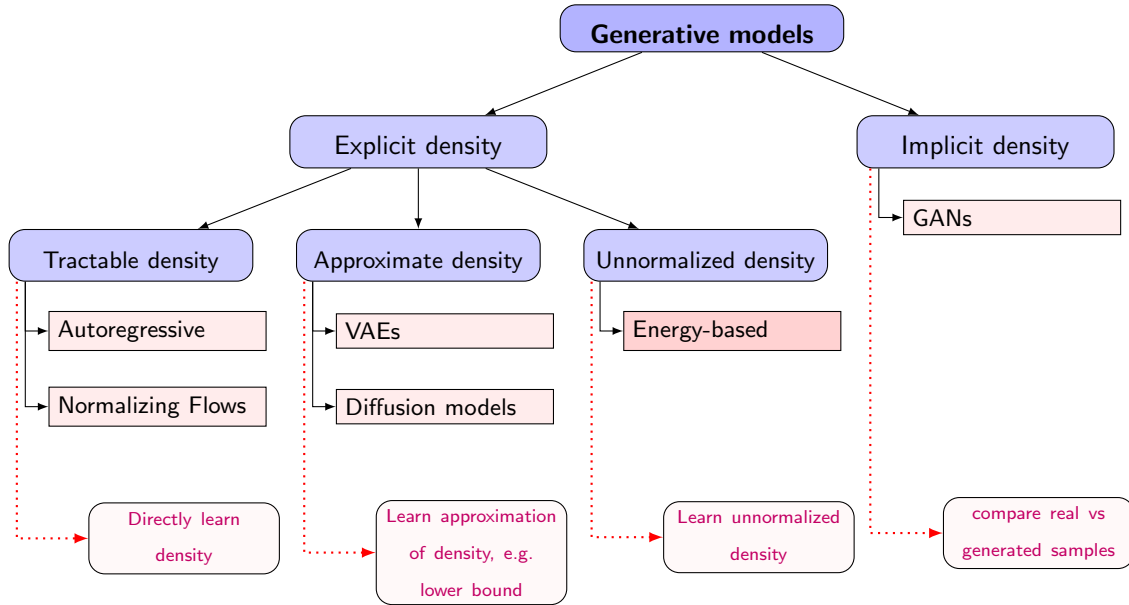 Generative models
Explicit density
Implicit density
GANs
Tractable density
Approximate density
Unnormalized density
Autoregressive
VAEs
Energy-based
Normalizing Flows
Diffusion models
Directly learn
density
Learn approximation
of density, e.g.
lower bound
Learn unnormalized
density
compare real vs
generated samples